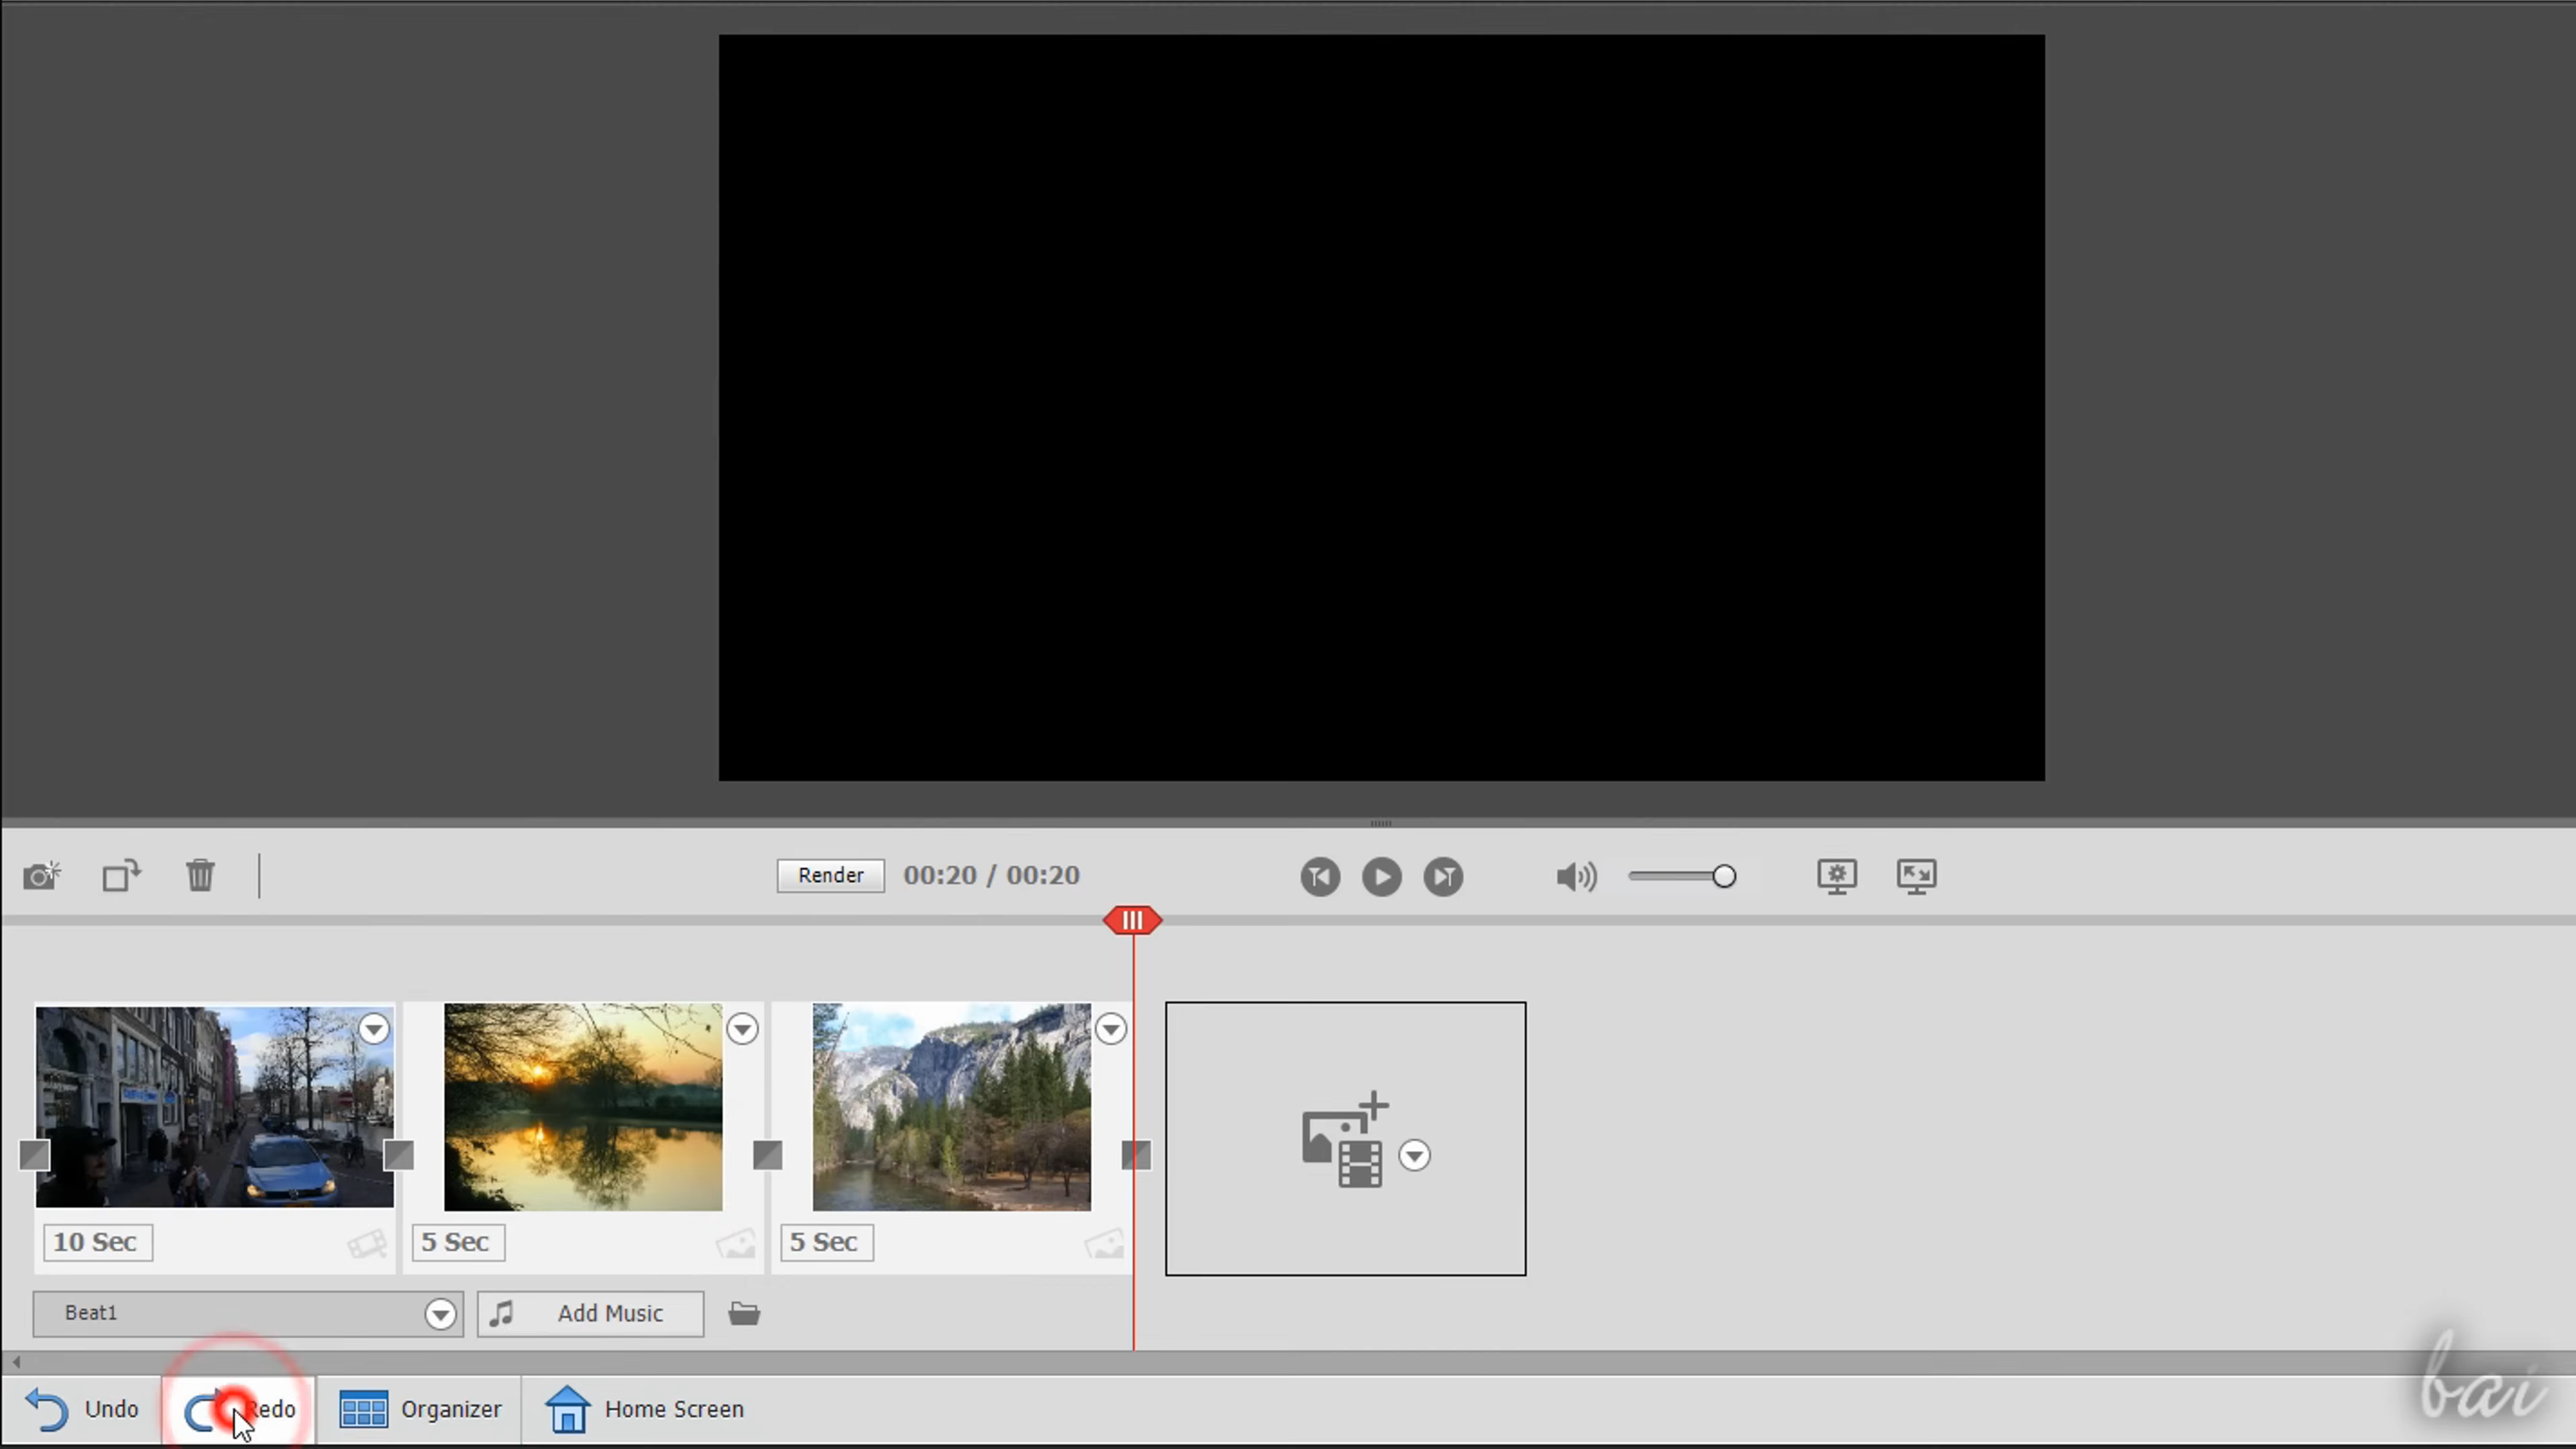 Render 00:20 / 00:20
10 Sec 5 Sec 5 Sec
Beat1 Add Music
Undo Redo Organizer Home Screen
bai